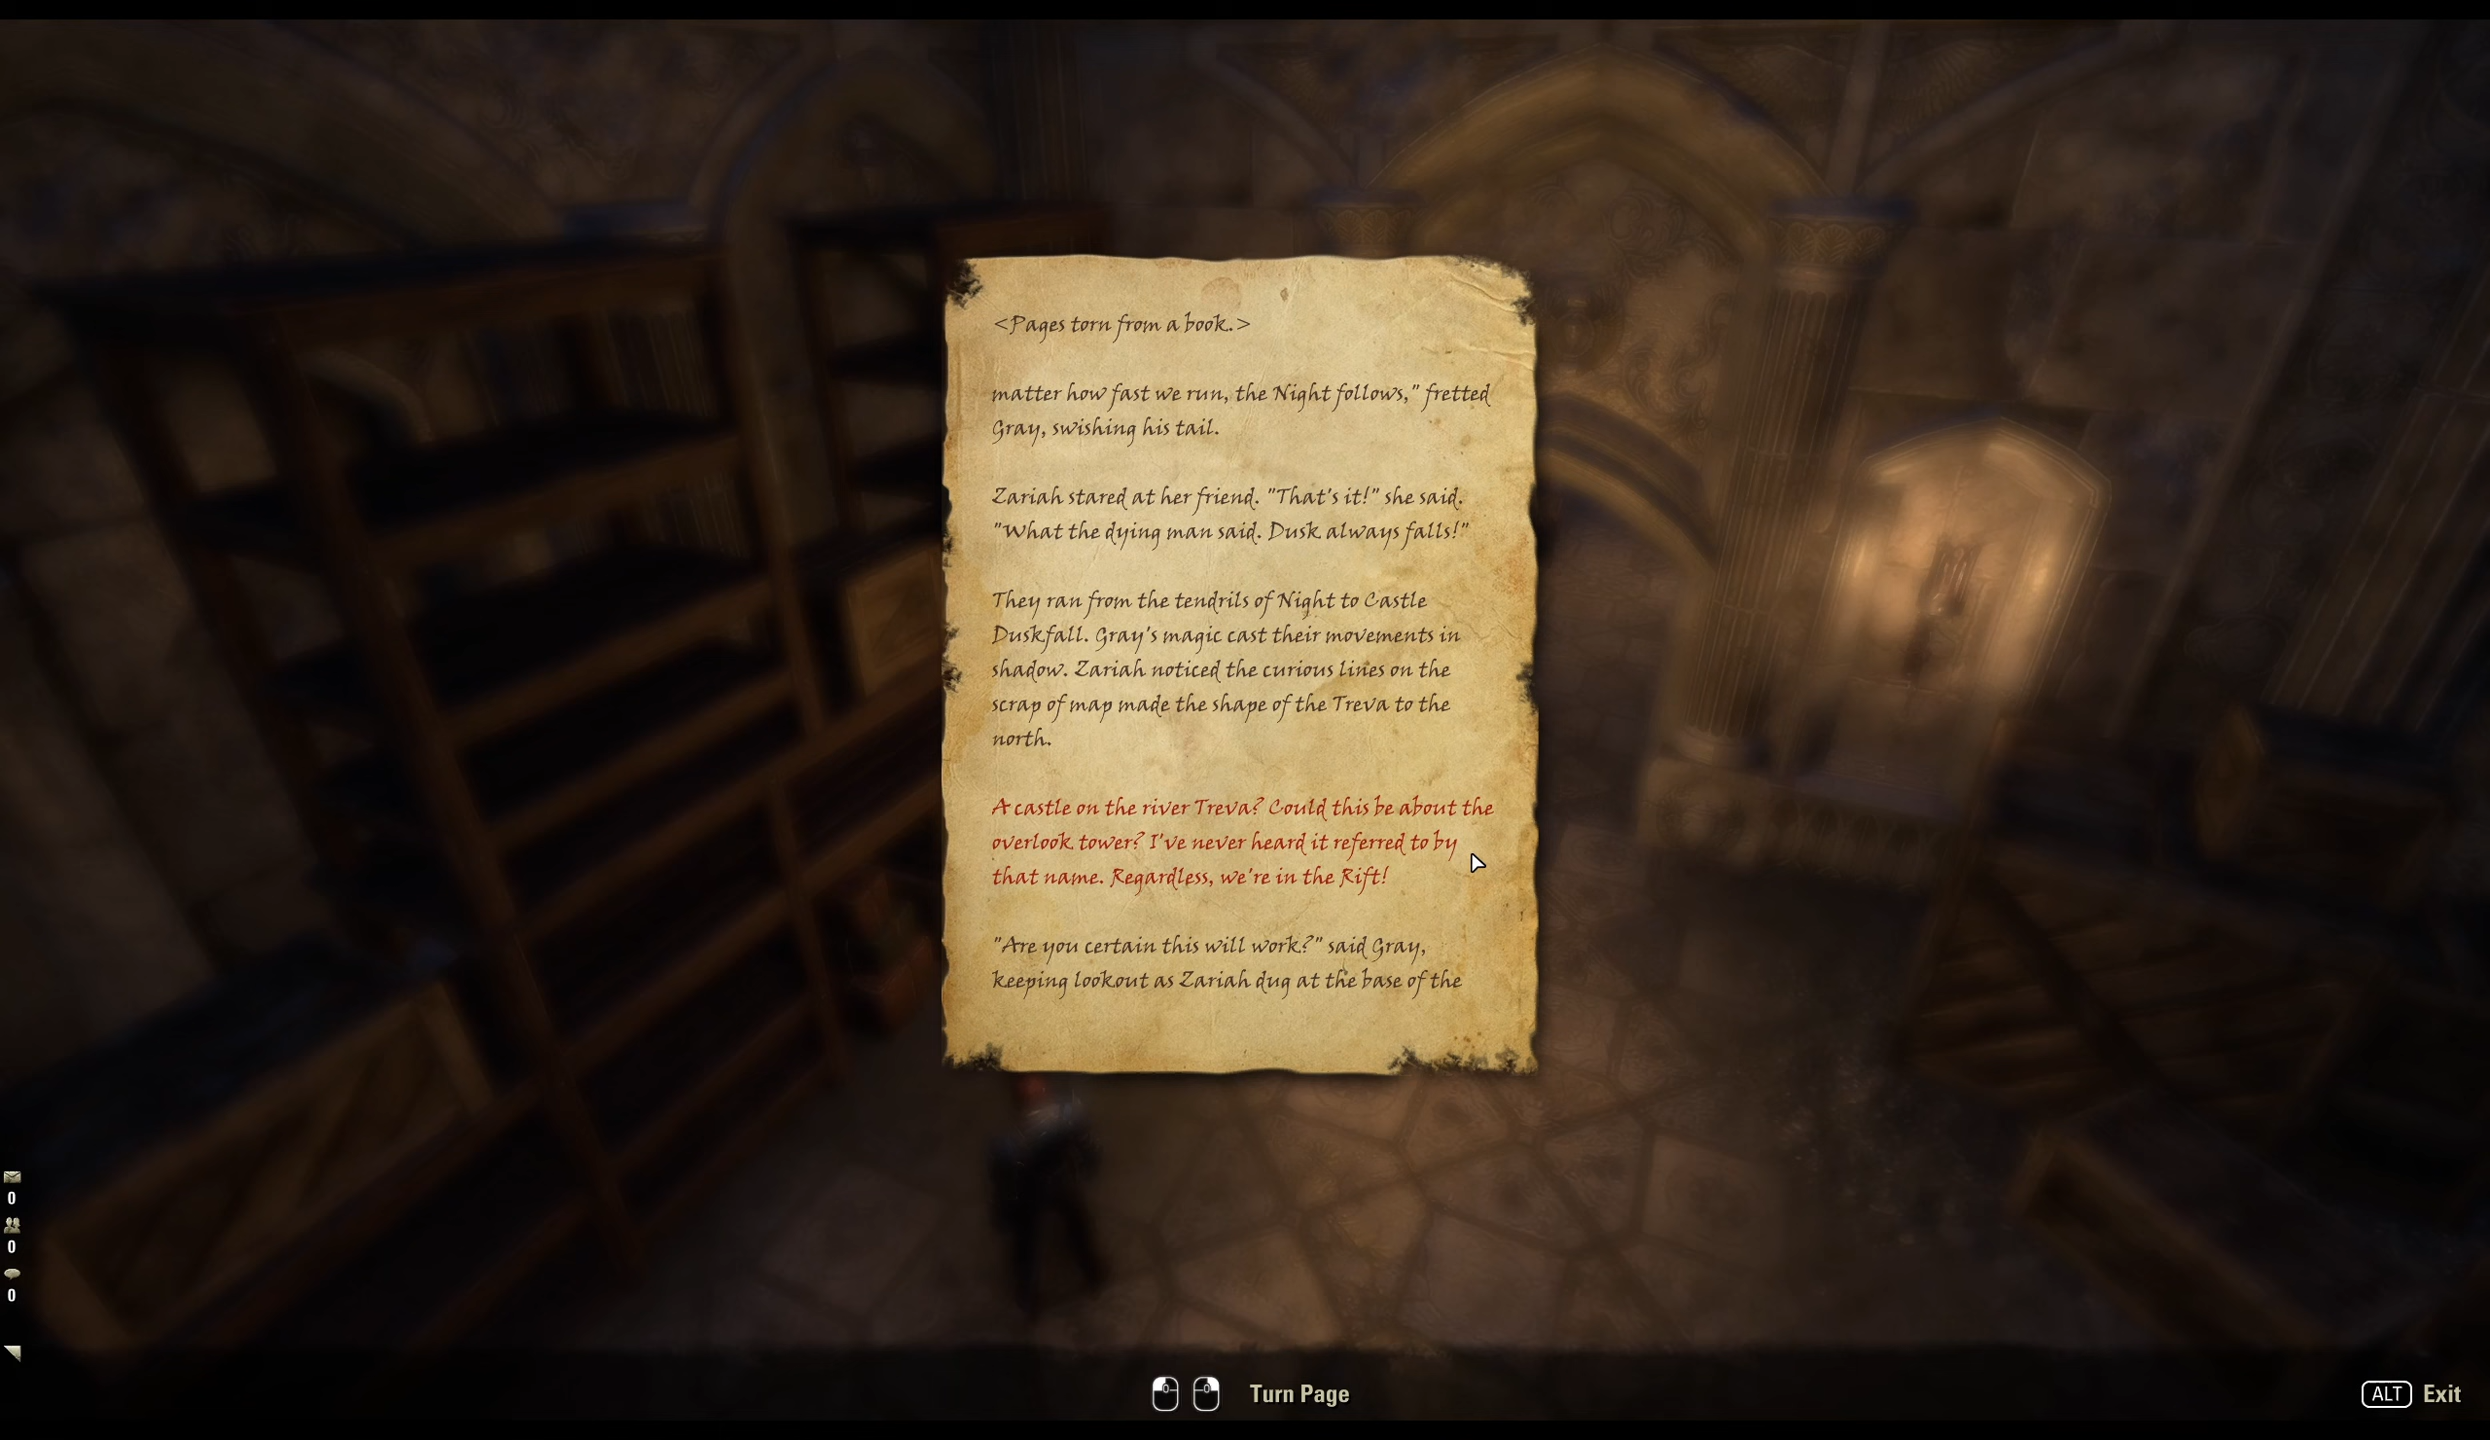 <Pages torn from a book.>
matter how fast we run, the Night follows," fretted
Gray, swishing his tail.
Zariah stared at her friend. "That's it!" she said.
"What the dying man said. Dusk always falls!"
They ran from the tendrils of Night to Castle
Duskfall. Gray's magic cast their movements in
shadow. Zariah noticed the curious lines on the
scrap of map made the shape of the Treva to the
north.
A castle on the river Treva? Could this be about the
overlook tower? I've never heard it referred to by
that name. Regardless, we're in the Rift!
"Are you certain this will work?" said Gray,
keeping lookout as Zariah dug at the base of the
0
0
0
Turn Page
ALT Exit